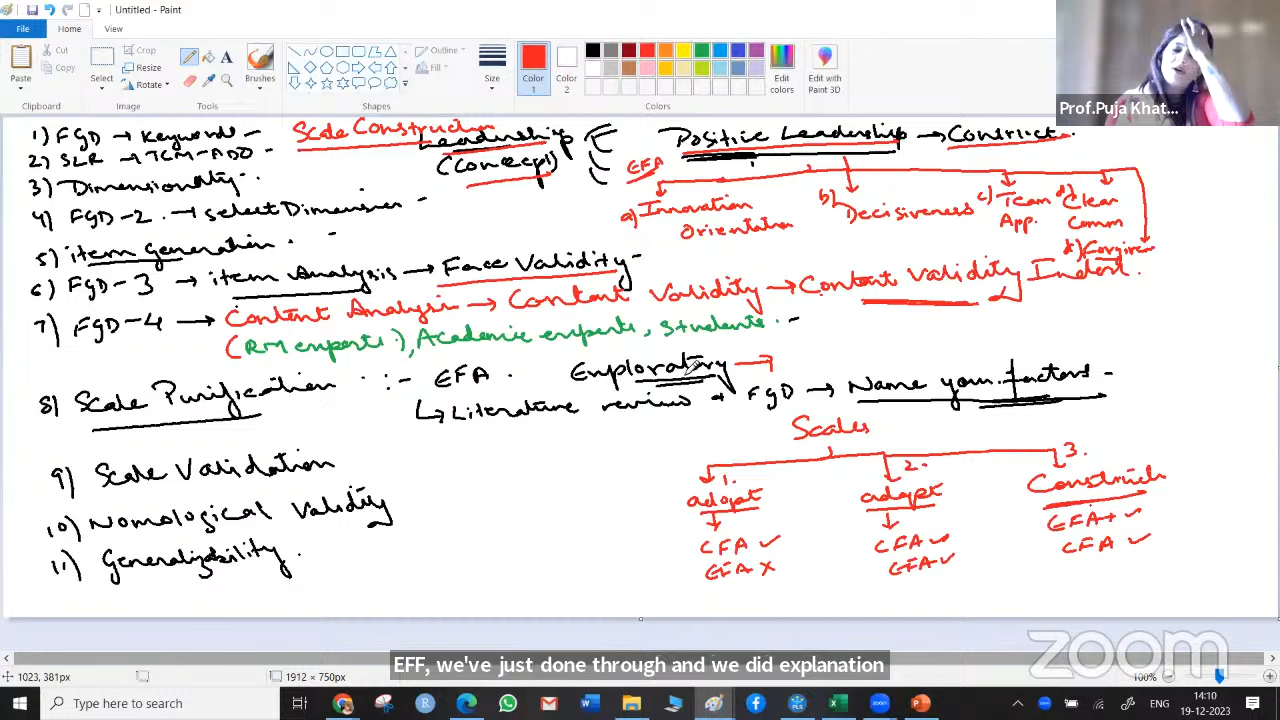 Untitled - Paint
File
Home
View
Paste
Cut
Copy
Clipboard
Select
Crop
Resize
Rotate
Image
Tools
Brushes
Shapes
Outline
Fill
Size
Color 1
Color 2
Edit colors
Edit with Paint 3D
Colors
Prof.Puja Khat...
1) FGD → Keywords -
2) SLR → TCM-ADO -
3) Dimensionality -
4) FGD-2 → Select Dimension -
5) item generation . -
6) FGD-3 → item Analysis → Face Validity -
7) FGD-4 → Content Analysis → Content Validity → Content Validity
(RM experts.), Academic experts, Students. -
8) Scale Purification :- EFA . Exploratory →
↳ Literature review + FGD → Name your factors -
9) Scale Validation
10) Nomological Validity
11) Generalizability .
Scale Construction
Leadership
(Concept)
Positive Leadership → Construct .
EFA
a) Innovation Orientation
b) Decisiveness
c) Team App.
d) Clear Comm
Scales
1. adopt
CFA ✓
EFA x
2. adapt
CFA ✓
EFA ✓
3. Construct
EFA+ ✓
CFA ✓
EFF, we've just done through and we did explanation
zoom
1023, 381px
1912 × 750px
100%
Type here to search
ENG
14:10
19-12-2023